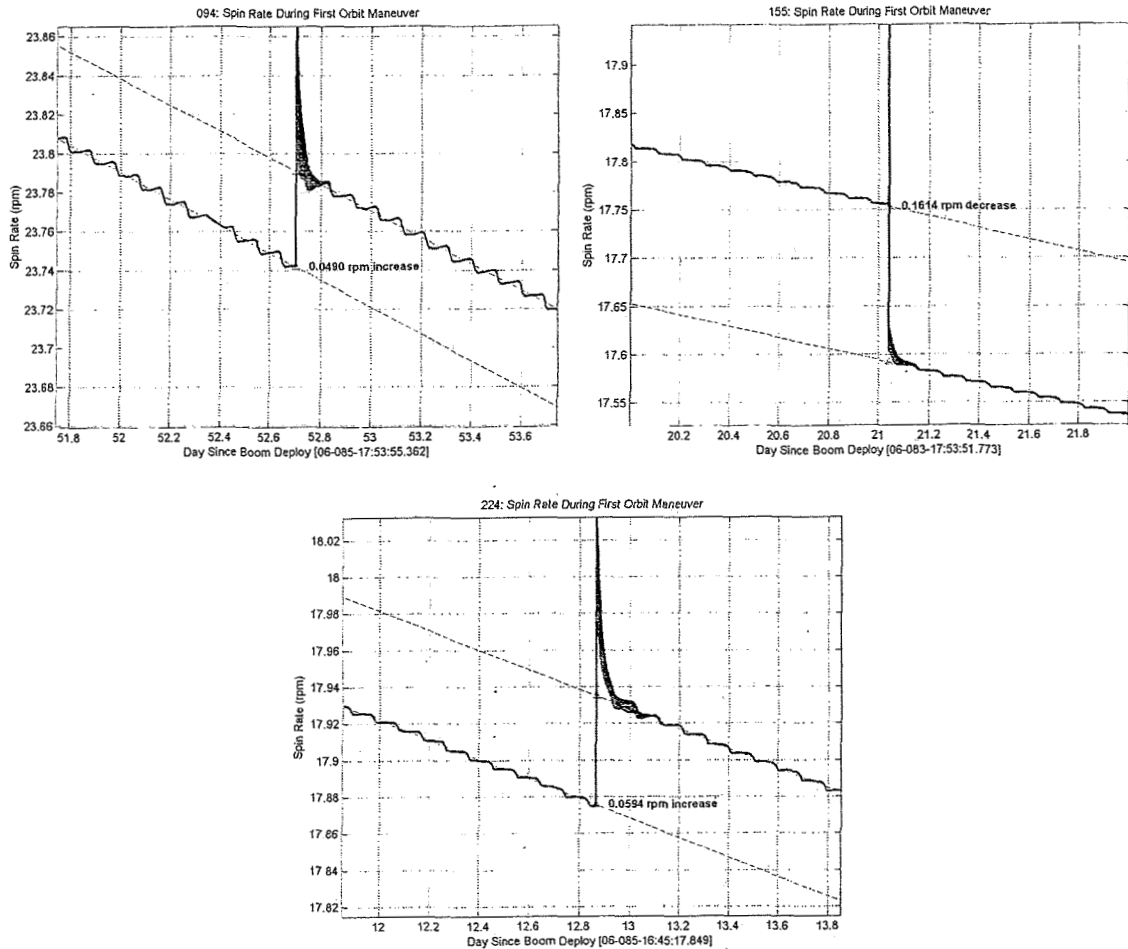 094: Spin Rate During First Orbit Maneuver
23.86
23.84
23.82
23.8
23.78
23.76
23.74
23.72
23.7
23.68
23.66
Spin Rate (rpm)
0.0490 rpm increase
51.8 52 52.2 52.4 52.6 52.8 53 53.2 53.4 53.6
Day Since Boom Deploy [06-085-17:53:55.362]
155: Spin Rate During First Orbit Maneuver
17.9
17.85
17.8
17.75
17.7
17.65
17.6
17.55
Spin Rate (rpm)
0.1614 rpm decrease
20.2 20.4 20.6 20.8 21 21.2 21.4 21.6 21.8
Day Since Boom Deploy [06-083-17:53:51.773]
224: Spin Rate During First Orbit Maneuver
18.02
18
17.98
17.96
17.94
17.92
17.9
17.88
17.86
17.84
17.82
Spin Rate (rpm)
0.0594 rpm increase
12 12.2 12.4 12.6 12.8 13 13.2 13.4 13.6 13.8
Day Since Boom Deploy [06-085-16:45:17.849]